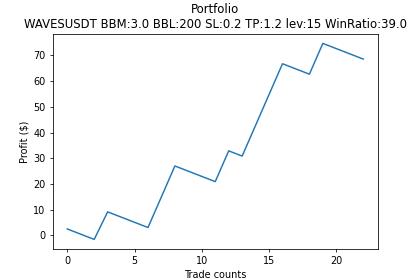 Portfolio
WAVESUSDT BBM:3.0 BBL:200 SL:0.2 TP:1.2 lev:15 WinRatio:39.0
70
60
50
40
30
20
10
0
Profit ($)
0 5 10 15 20
Trade counts